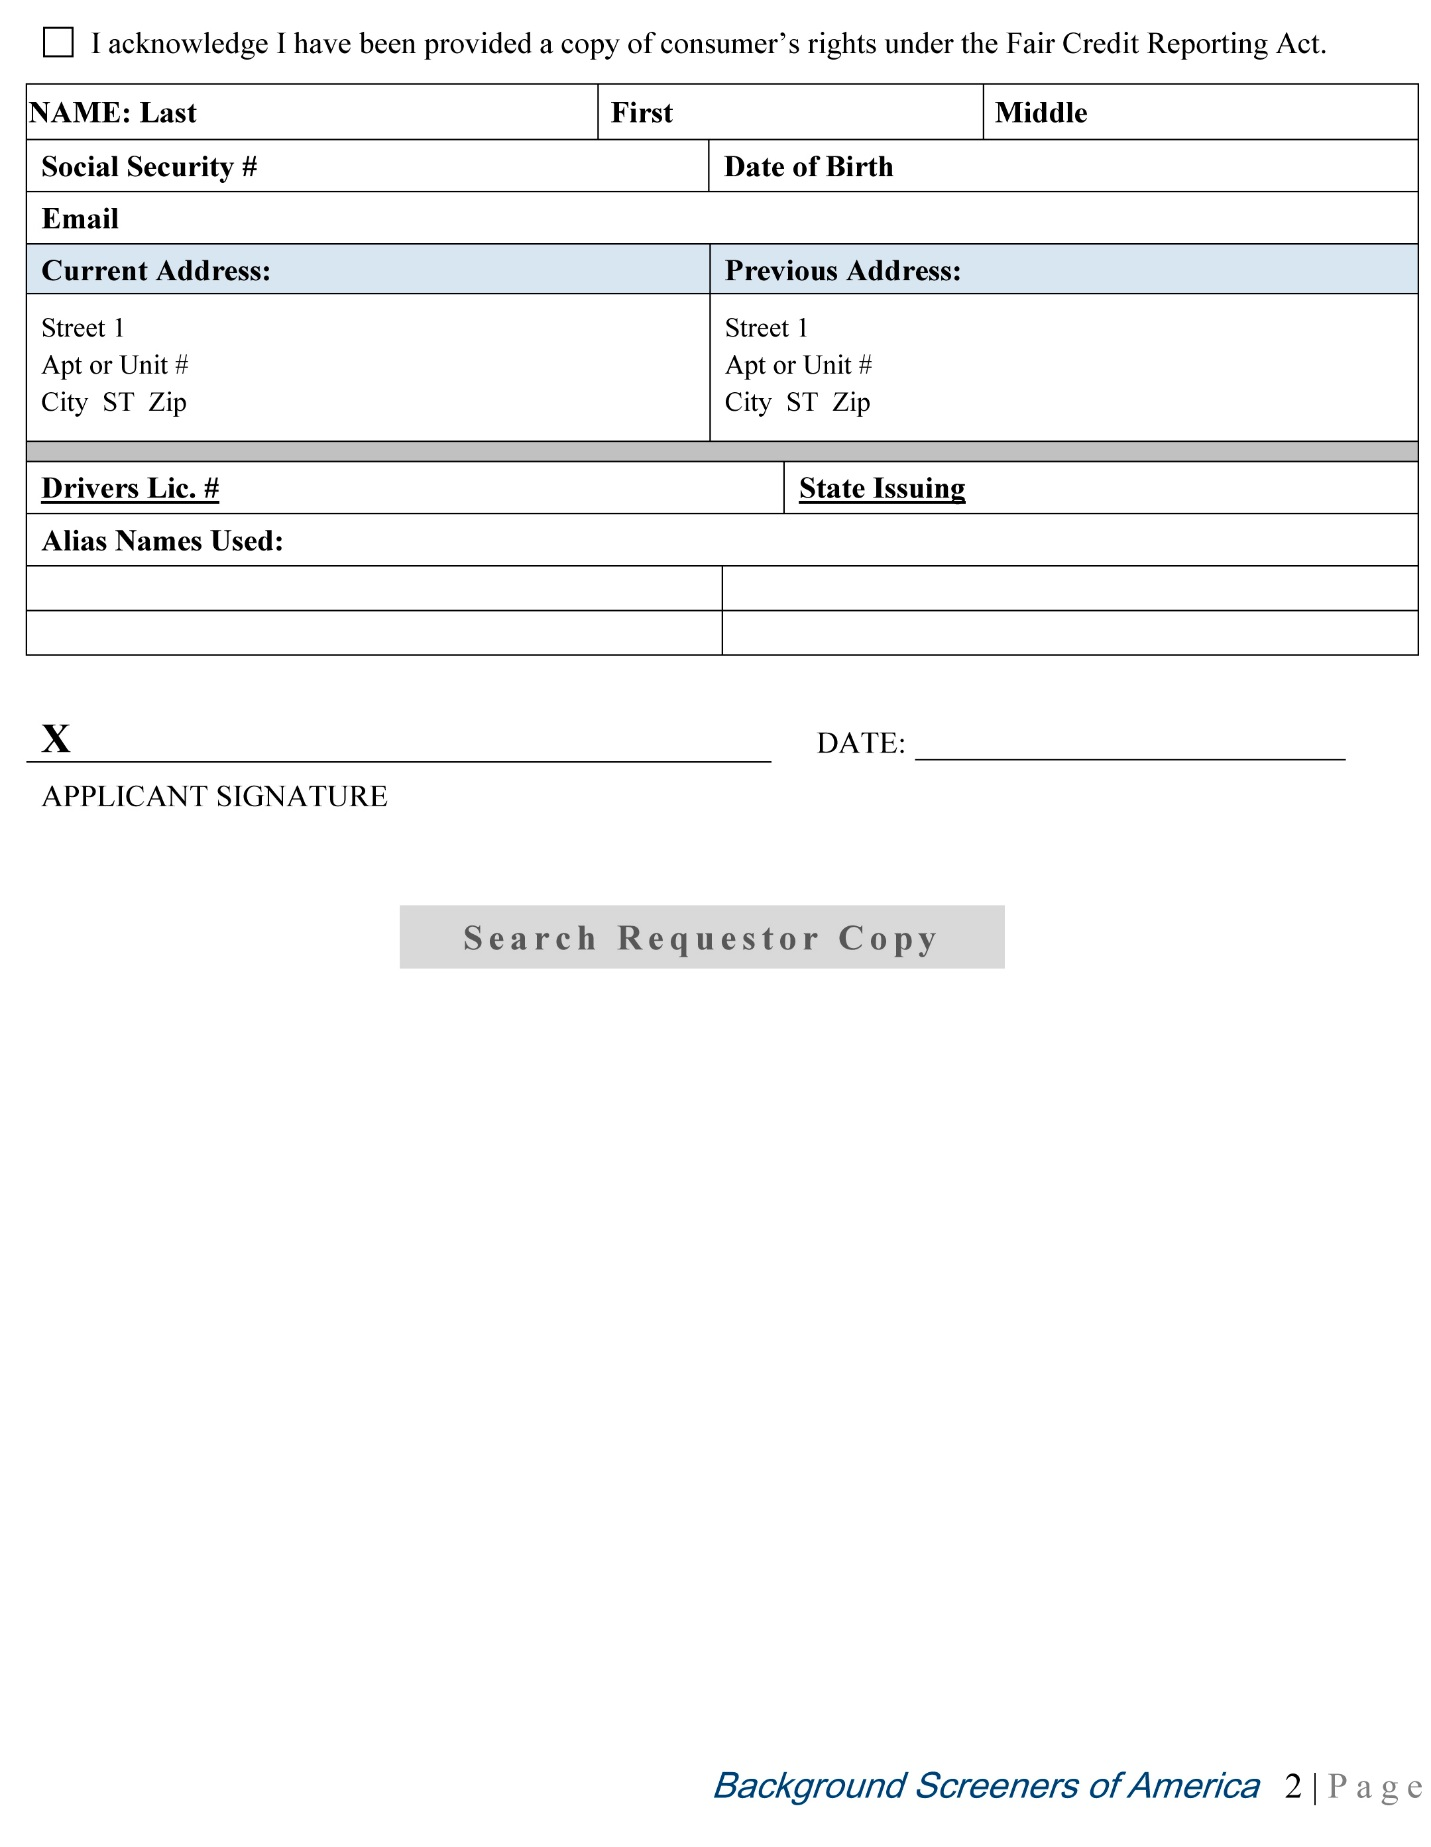 I acknowledge I have been provided a copy of consumer’s rights under the Fair Credit Reporting Act.
NAME: Last First Middle
Social Security # Date of Birth
Email
Current Address: Previous Address:
Street 1 Street 1
Apt or Unit # Apt or Unit #
City ST Zip City ST Zip
Drivers Lic. # State Issuing
Alias Names Used:
X DATE:
APPLICANT SIGNATURE
Search Requestor Copy
Background Screeners of America 2 | Page